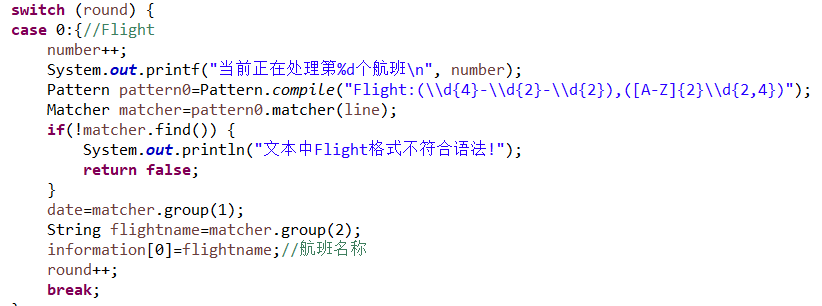 switch (round) {
case 0:{//Flight
number++;
System.out.printf("当前正在处理第%d个航班\n", number);
Pattern pattern0=Pattern.compile("Flight:(\\d{4}-\\d{2}-\\d{2}),([A-Z]{2}\\d{2,4})");
Matcher matcher=pattern0.matcher(line);
if(!matcher.find()) {
System.out.println("文本中Flight格式不符合语法!");
return false;
}
date=matcher.group(1);
String flightname=matcher.group(2);
information[0]=flightname;//航班名称
round++;
break;